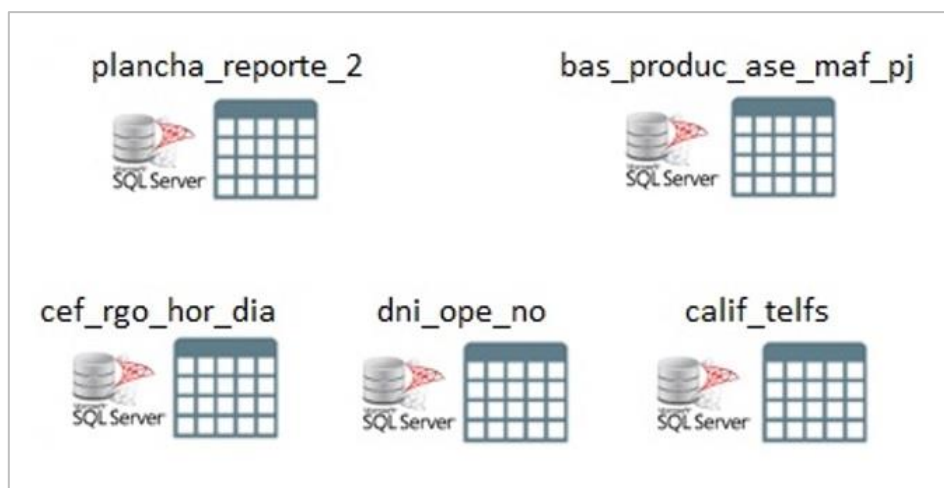 plancha_reporte_2
bas_produc_ase_maf_pj
SQL Server
SQL Server
cef_rgo_hor_dia
dni_ope_no
calif_telfs
SQL Server
SQL Server
SQL Server